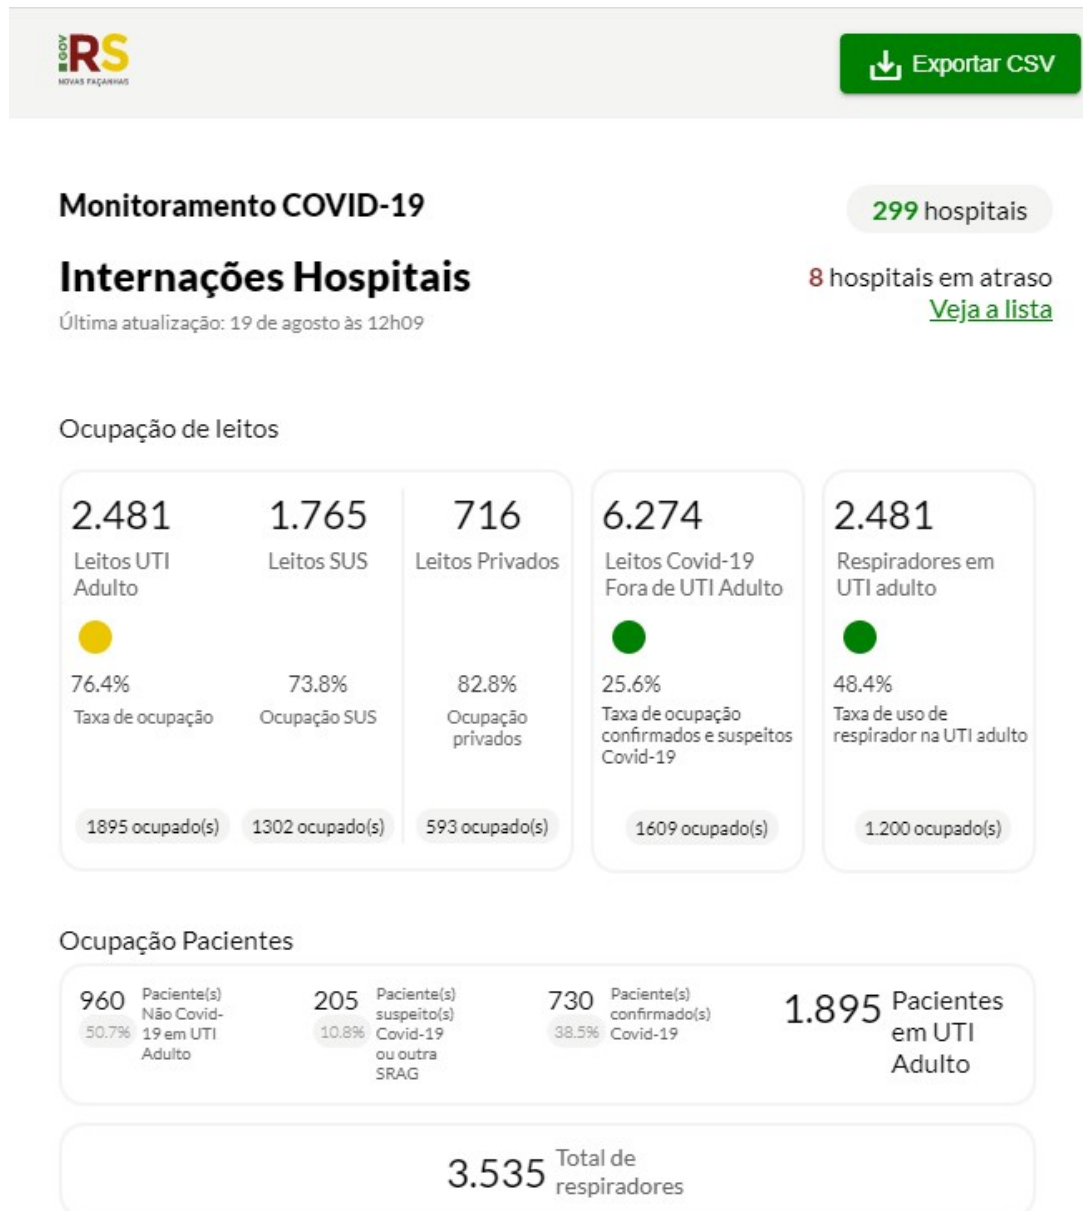 GOV
RS
NOVAS FAÇANHAS
Exportar CSV
Monitoramento COVID-19
299 hospitais
Internações Hospitais
8 hospitais em atraso
Última atualização: 19 de agosto às 12h09
Veja a lista
Ocupação de leitos
2.481
Leitos UTI
Adulto
76.4%
Taxa de ocupação
1895 ocupado(s)
1.765
Leitos SUS
73.8%
Ocupação SUS
1302 ocupado(s)
716
Leitos Privados
82.8%
Ocupação
privados
593 ocupado(s)
6.274
Leitos Covid-19
Fora de UTI Adulto
25.6%
Taxa de ocupação
confirmados e suspeitos
Covid-19
1609 ocupado(s)
2.481
Respiradores em
UTI adulto
48.4%
Taxa de uso de
respirador na UTI adulto
1.200 ocupado(s)
Ocupação Pacientes
960
50.7%
Paciente(s)
Não Covid-
19 em UTI
Adulto
205
10.8%
Paciente(s)
suspeito(s)
Covid-19
ou outra
SRAG
730
38.5%
Paciente(s)
confirmado(s)
Covid-19
1.895
Pacientes
em UTI
Adulto
3.535
Total de
respiradores